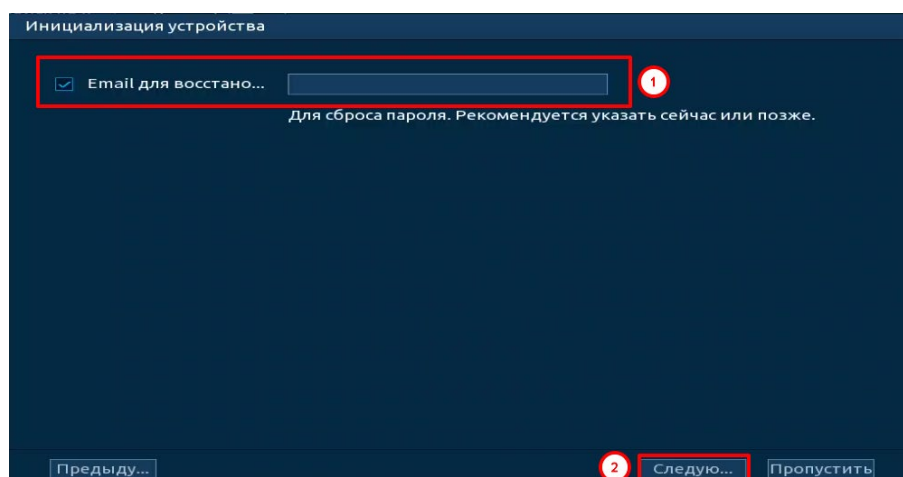 Инициализация устройства
Email для восстано... 1
Для сброса пароля. Рекомендуется указать сейчас или позже.
Предыду... 2 Следую... Пропустить